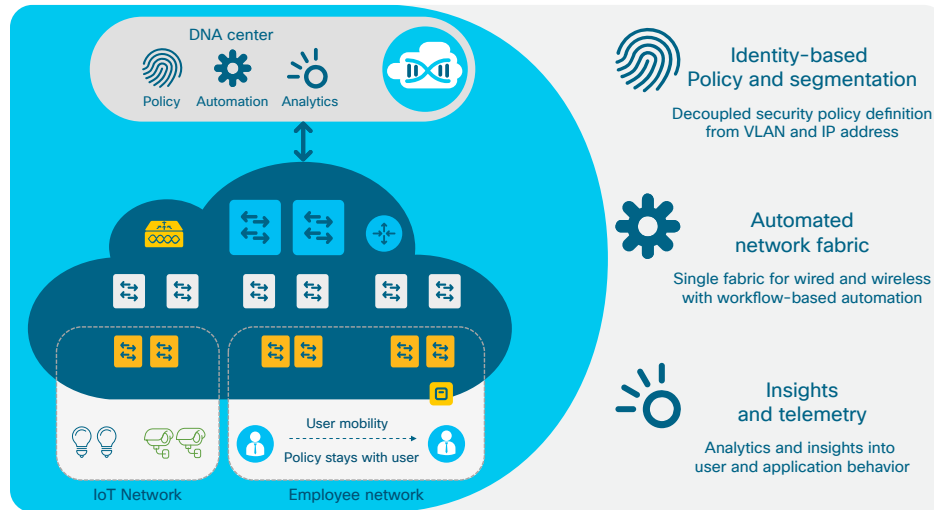 DNA center
Policy
Automation
Analytics
User mobility
Policy stays with user
IoT Network
Employee network
Identity-based
Policy and segmentation
Decoupled security policy definition
from VLAN and IP address
Automated
network fabric
Single fabric for wired and wireless
with workflow-based automation
Insights
and telemetry
Analytics and insights into
user and application behavior